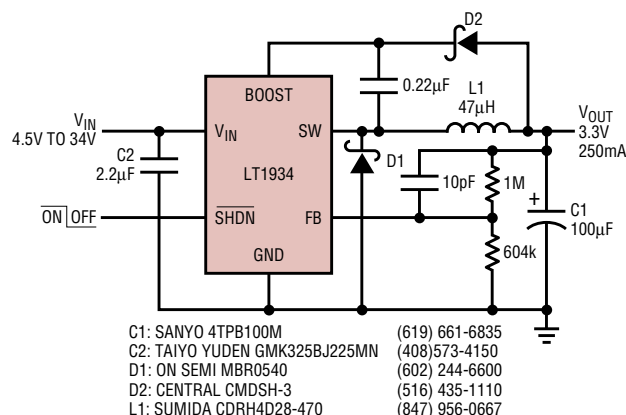 D2
BOOST
0.22µF
L1
47µH
VIN
4.5V TO 34V
VIN
SW
VOUT
3.3V
250mA
C2
2.2µF
LT1934
D1
10pF
1M
+
C1
100µF
ON OFF
SHDN
FB
GND
604k
C1: SANYO 4TPB100M (619) 661-6835
C2: TAIYO YUDEN GMK325BJ225MN (408)573-4150
D1: ON SEMI MBR0540 (602) 244-6600
D2: CENTRAL CMDSH-3 (516) 435-1110
L1: SUMIDA CDRH4D28-470 (847) 956-0667